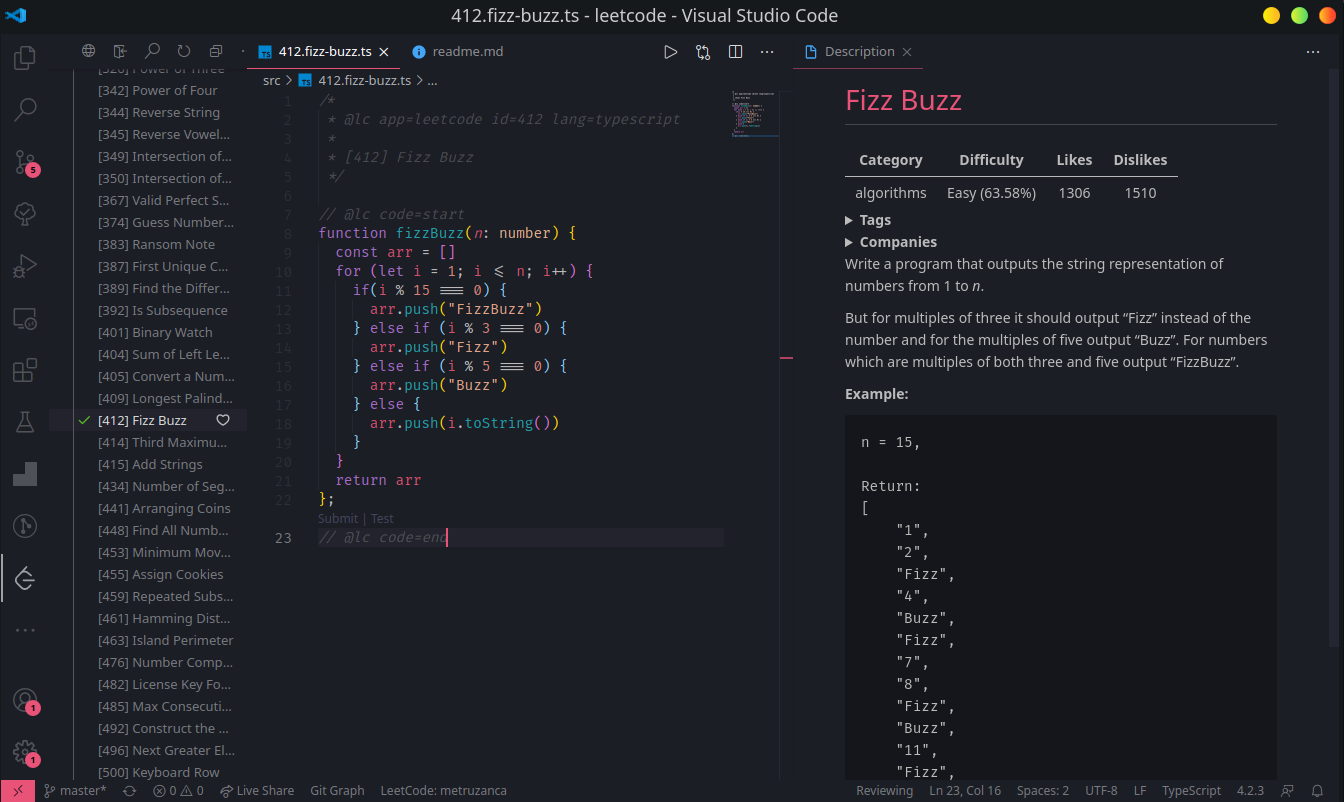 412.fizz-buzz.ts - leetcode - Visual Studio Code
412.fizz-buzz.ts
readme.md
Description
src > 412.fizz-buzz.ts > ...
[326] Power of Three
[342] Power of Four
[344] Reverse String
[345] Reverse Vowel...
[349] Intersection of...
[350] Intersection of...
[367] Valid Perfect S...
[374] Guess Number...
[383] Ransom Note
[387] First Unique C...
[389] Find the Differ...
[392] Is Subsequence
[401] Binary Watch
[404] Sum of Left Le...
[405] Convert a Num...
[409] Longest Palind...
[412] Fizz Buzz
[414] Third Maximu...
[415] Add Strings
[434] Number of Seg...
[441] Arranging Coins
[448] Find All Numb...
[453] Minimum Mov...
[455] Assign Cookies
[459] Repeated Subs...
[461] Hamming Dist...
[463] Island Perimeter
[476] Number Comp...
[482] License Key Fo...
[485] Max Consecuti...
[492] Construct the ...
[496] Next Greater El...
[500] Keyboard Row
5
1
1
1 /*
2 * @lc app=leetcode id=412 lang=typescript
3 *
4 * [412] Fizz Buzz
5 */
6
7 // @lc code=start
8 function fizzBuzz(n: number) {
9 const arr = []
10 for (let i = 1; i <= n; i++) {
11 if(i % 15 === 0) {
12 arr.push("FizzBuzz")
13 } else if (i % 3 === 0) {
14 arr.push("Fizz")
15 } else if (i % 5 === 0) {
16 arr.push("Buzz")
17 } else {
18 arr.push(i.toString())
19 }
20 }
21 return arr
22 };
Submit | Test
23 // @lc code=end
Fizz Buzz
Category Difficulty Likes Dislikes
algorithms Easy (63.58%) 1306 1510
Tags
Companies
Write a program that outputs the string representation of
numbers from 1 to n.
But for multiples of three it should output “Fizz” instead of the
number and for the multiples of five output “Buzz”. For numbers
which are multiples of both three and five output “FizzBuzz”.
Example:
n = 15,
Return:
[
"1",
"2",
"Fizz",
"4",
"Buzz",
"Fizz",
"7",
"8",
"Fizz",
"Buzz",
"11",
"Fizz",
master* 0 0 Live Share Git Graph LeetCode: metruzanca Reviewing Ln 23, Col 16 Spaces: 2 UTF-8 LF TypeScript 4.2.3